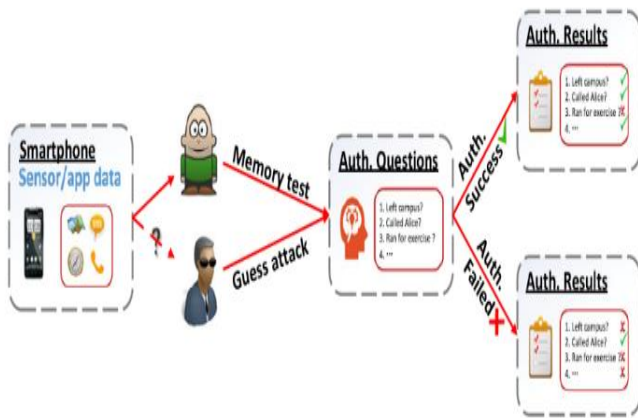 Smartphone
Sensor/app data
SMS
Memory test
Guess attack
Auth. Questions
1. Left campus?
2. Called Alice?
3. Ran for exercise ?
4. ...
Auth.
Success
Auth.
Failed
Auth. Results
1. Left campus?
2. Called Alice?
3. Ran for exercise ?
4. ...
Auth. Results
1. Left campus?
2. Called Alice?
3. Ran for exercise ?
4. ...